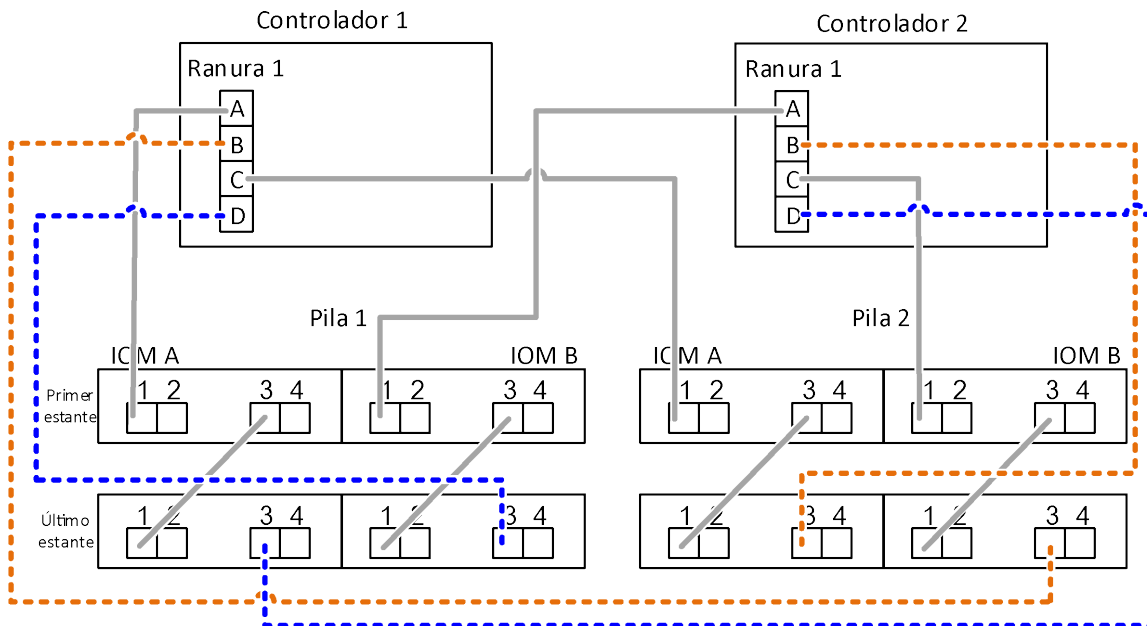 Controlador 1
Controlador 2
Ranura 1
Ranura 1
A
B
C
D
A
B
C
D
Pila 1
Pila 2
IOM A
IOM B
IOM A
IOM B
Primer
estante
1 2 3 4 1 2 3 4
1 2 3 4 1 2 3 4
Último
estante
1 2 3 4 1 2 3 4
1 2 3 4 1 2 3 4